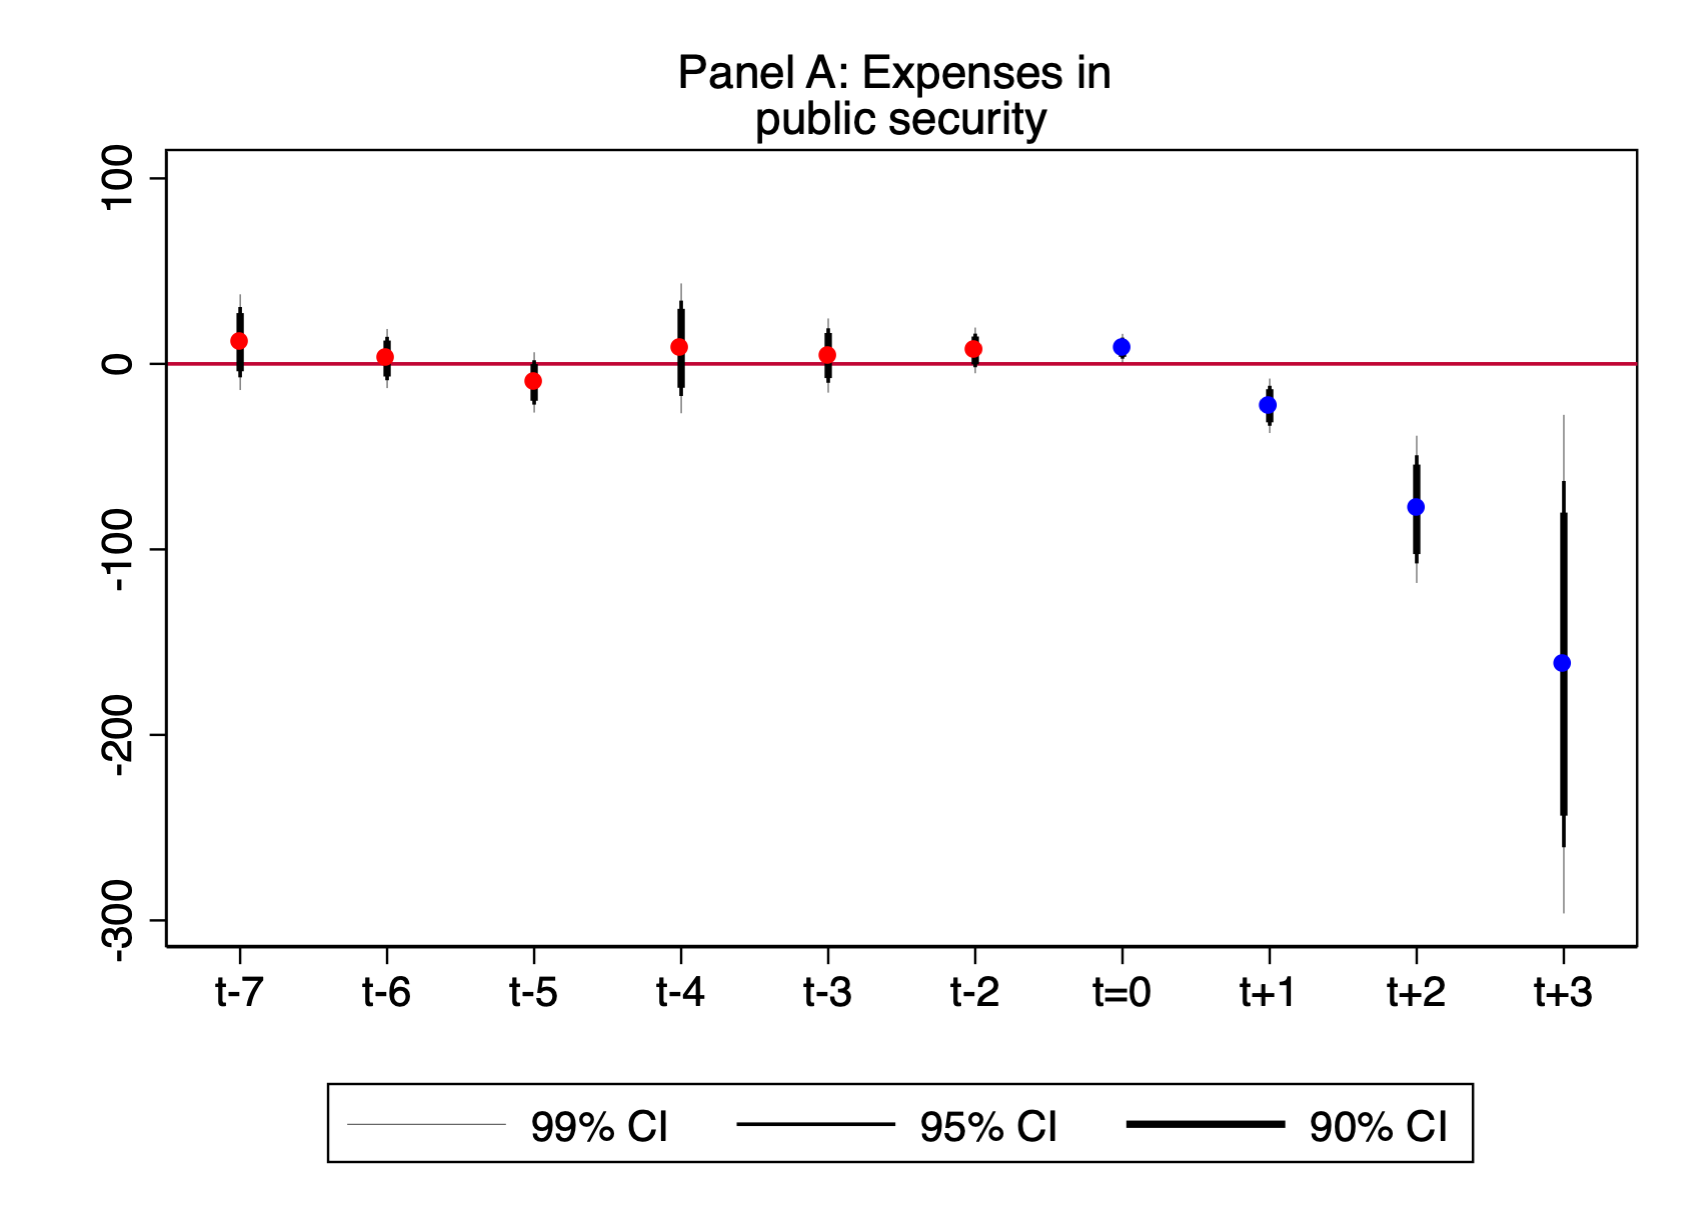 Panel A: Expenses in
public security
100
0
-100
-200
-300
t-7 t-6 t-5 t-4 t-3 t-2 t=0 t+1 t+2 t+3
99% CI 95% CI 90% CI